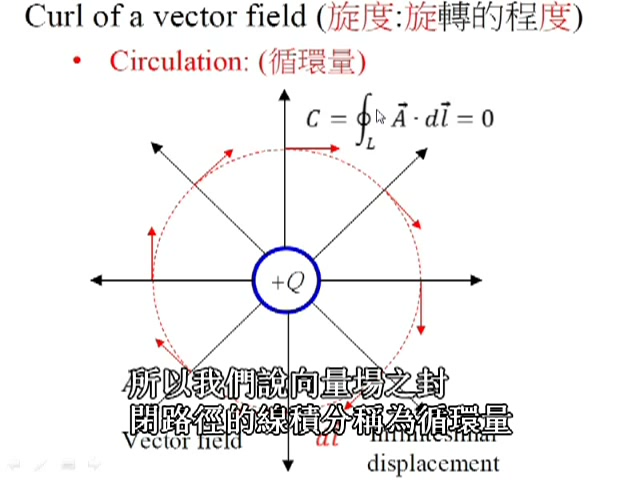 Curl of a vector field (旋度:旋轉的程度)
• Circulation: (循環量)
C = ∮_L A⃗ · dl⃗ = 0
+Q
所以我們說向量場之封
閉路徑的線積分稱為循環量
Vector field
displacement